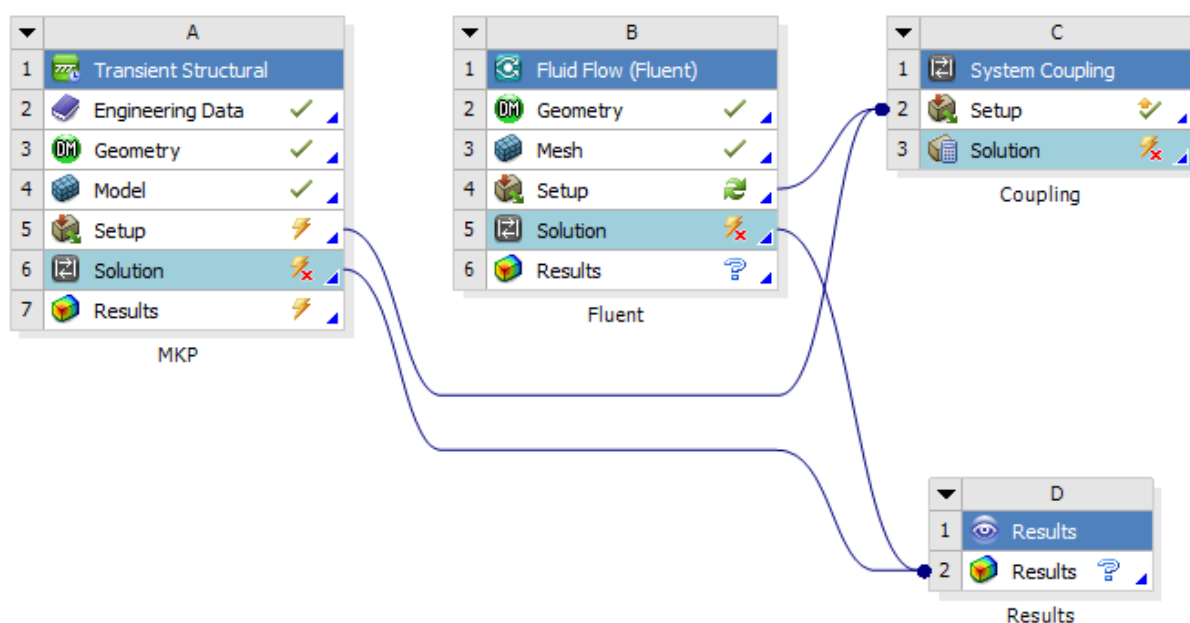 A
1 Transient Structural
2 Engineering Data
3 DM Geometry
4 Model
5 Setup
6 Solution
7 Results
MKP
B
1 Fluid Flow (Fluent)
2 DM Geometry
3 Mesh
4 Setup
5 Solution
6 Results
Fluent
C
1 System Coupling
2 Setup
3 Solution
Coupling
D
1 Results
2 Results
Results